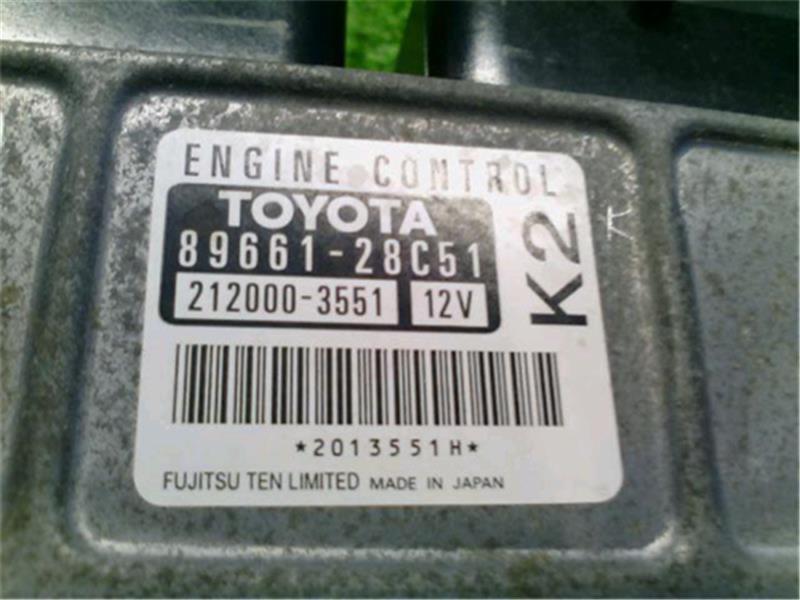 ENGINE CONTROL
TOYOTA
89661-28C51
212000-3551 12V
K2
*2013551H*
FUJITSU TEN LIMITED MADE IN JAPAN